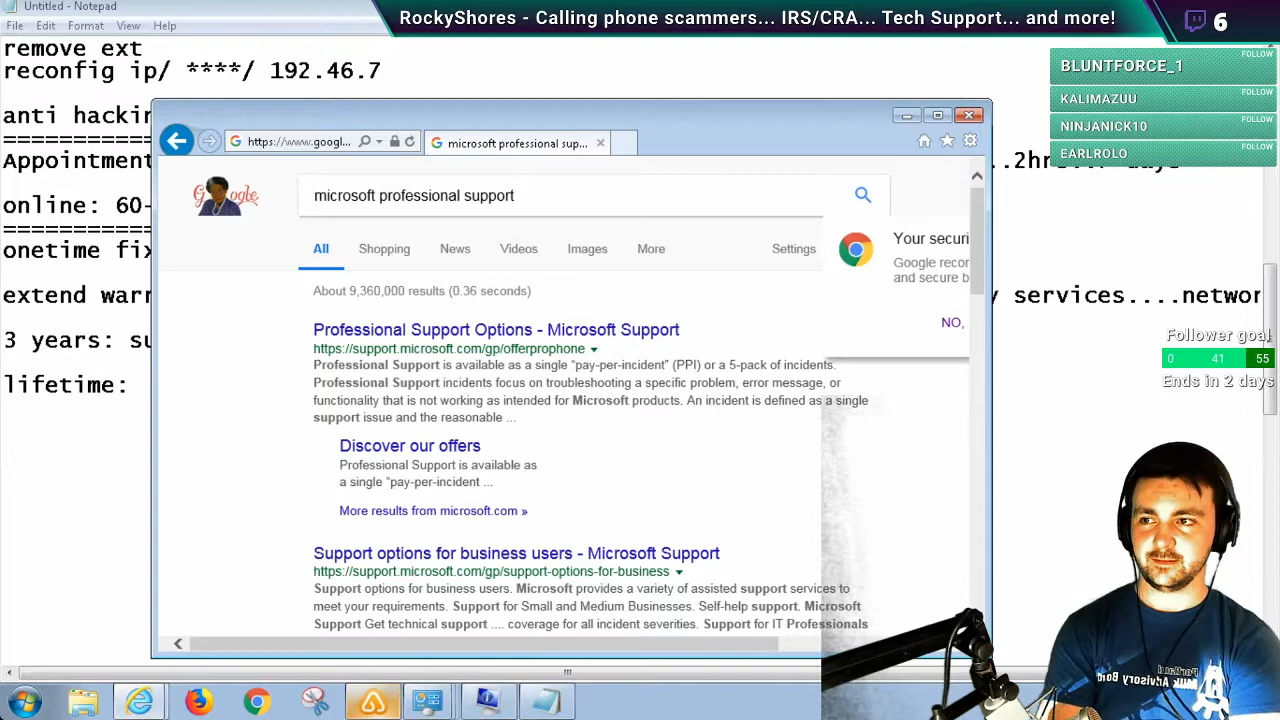 Untitled - Notepad
RockyShores - Calling phone scammers... IRS/CRA... Tech Support... and more!
6
File Edit Format View Help
remove ext
reconfig ip/ ****/ 192.46.7
FOLLOW
BLUNTFORCE_1
FOLLOW
KALIMAZUU
FOLLOW
NINJANICK10
FOLLOW
EARLROLO
anti hackin
====================
Appointment
..2hrs
days
online: 60-
====================
onetime fix
extend warr
y services....networ
3 years: su
lifetime:
https://www.googl...
microsoft professional sup...
Google
microsoft professional support
All Shopping News Videos Images More Settings
Your securi
Google recor
and secure b
NO,
About 9,360,000 results (0.36 seconds)
Professional Support Options - Microsoft Support
https://support.microsoft.com/gp/offerprophone
Professional Support is available as a single "pay-per-incident" (PPI) or a 5-pack of incidents.
Professional Support incidents focus on troubleshooting a specific problem, error message, or
functionality that is not working as intended for Microsoft products. An incident is defined as a single
support issue and the reasonable ...
Discover our offers
Professional Support is available as
a single "pay-per-incident ...
More results from microsoft.com »
Support options for business users - Microsoft Support
https://support.microsoft.com/gp/support-options-for-business
Support options for business users. Microsoft provides a variety of assisted support services to
meet your requirements. Support for Small and Medium Businesses. Self-help support. Microsoft
Support Get technical support .... coverage for all incident severities. Support for IT Professionals
Follower goal
0 41 55
Ends in 2 days
Portland
Milk Advisory Bord